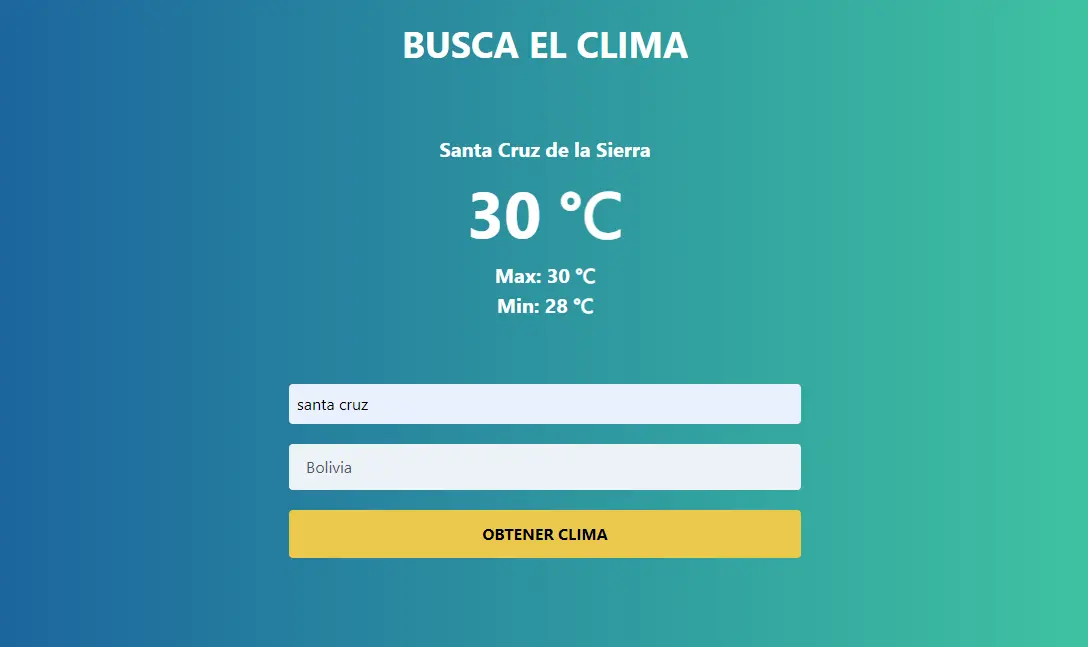 BUSCA EL CLIMA
Santa Cruz de la Sierra
30 ℃
Max: 30 ℃
Min: 28 ℃
santa cruz
Bolivia
OBTENER CLIMA